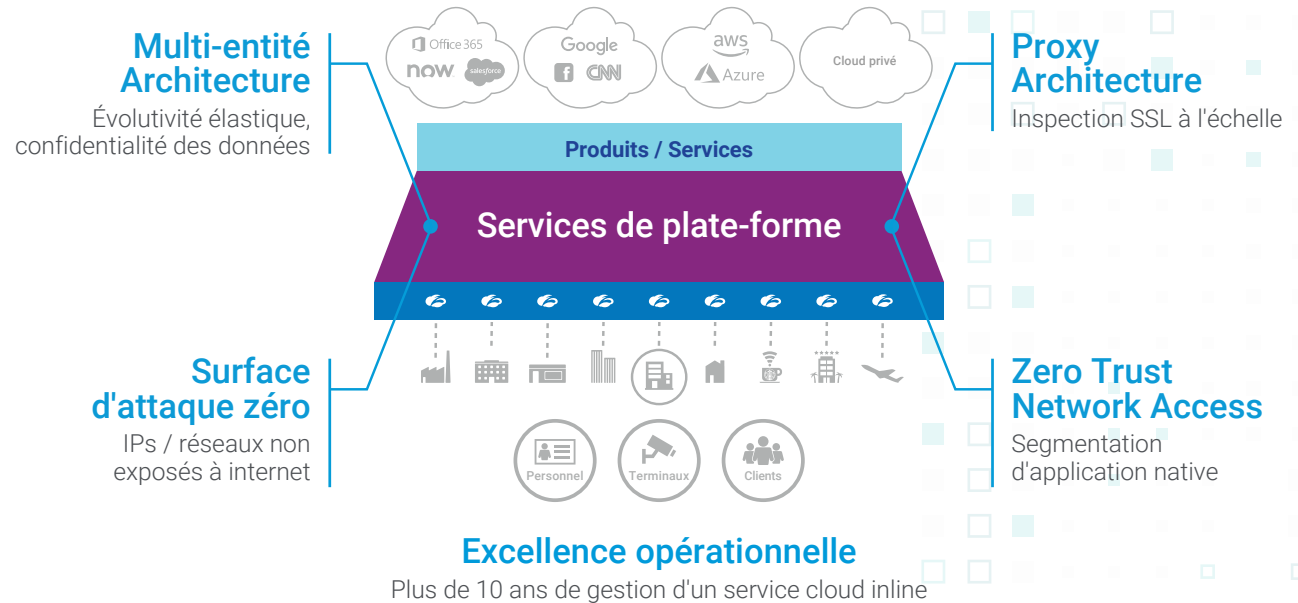 Multi-entité
Architecture
Évolutivité élastique,
confidentialité des données
Office 365
now
salesforce
Google
f
CNN
aws
Azure
Cloud privé
Proxy
Architecture
Inspection SSL à l'échelle
Produits / Services
Services de plate-forme
Surface
d'attaque zéro
IPs / réseaux non
exposés à internet
Zero Trust
Network Access
Segmentation
d'application native
Personnel
Terminaux
Clients
Excellence opérationnelle
Plus de 10 ans de gestion d'un service cloud inline